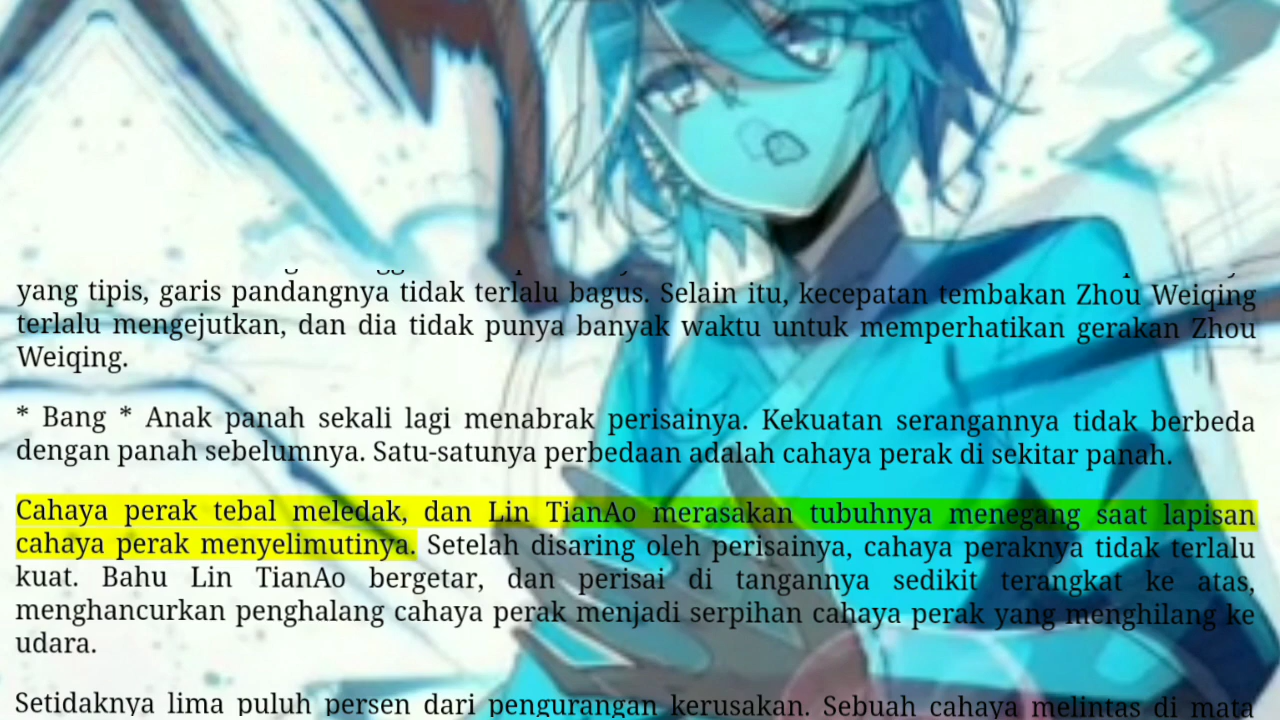 yang tipis, garis pandangnya tidak terlalu bagus. Selain itu, kecepatan tembakan Zhou Weiqing
terlalu mengejutkan, dan dia tidak punya banyak waktu untuk memperhatikan gerakan Zhou
Weiqing.
* Bang * Anak panah sekali lagi menabrak perisainya. Kekuatan serangannya tidak berbeda
dengan panah sebelumnya. Satu-satunya perbedaan adalah cahaya perak di sekitar panah.
Cahaya perak tebal meledak, dan Lin TianAo merasakan tubuhnya menegang saat lapisan
cahaya perak menyelimutinya. Setelah disaring oleh perisainya, cahaya peraknya tidak terlalu
kuat. Bahu Lin TianAo bergetar, dan perisai di tangannya sedikit terangkat ke atas,
menghancurkan penghalang cahaya perak menjadi serpihan cahaya perak yang menghilang ke
udara.
Setidaknya lima puluh persen dari pengurangan kerusakan. Sebuah cahaya melintas di mata